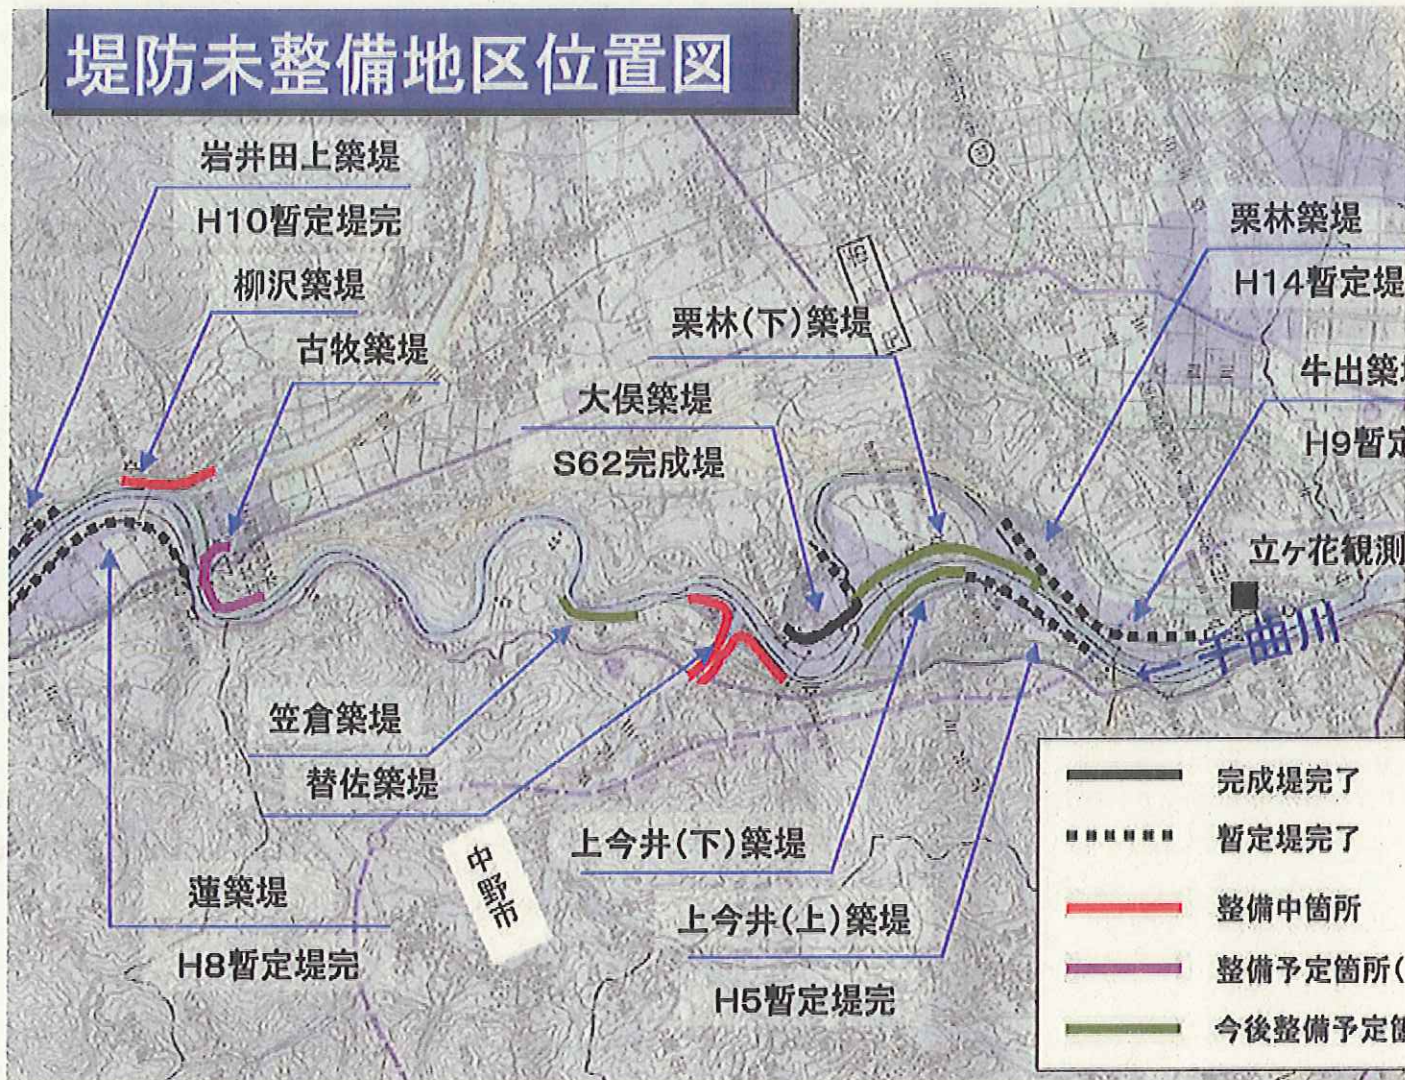 堤防未整備地区位置図
岩井田上築堤
H10暫定堤完
柳沢築堤
古牧築堤
栗林築堤
H14暫定堤
栗林(下)築堤
大俣築堤
S62完成堤
牛出築
H9暫定
立ヶ花観測
千曲川
笠倉築堤
替佐築堤
中野市
上今井(下)築堤
蓮築堤
H8暫定堤完
上今井(上)築堤
H5暫定堤完
完成堤完了
暫定堤完了
整備中箇所
整備予定箇所(
今後整備予定箇